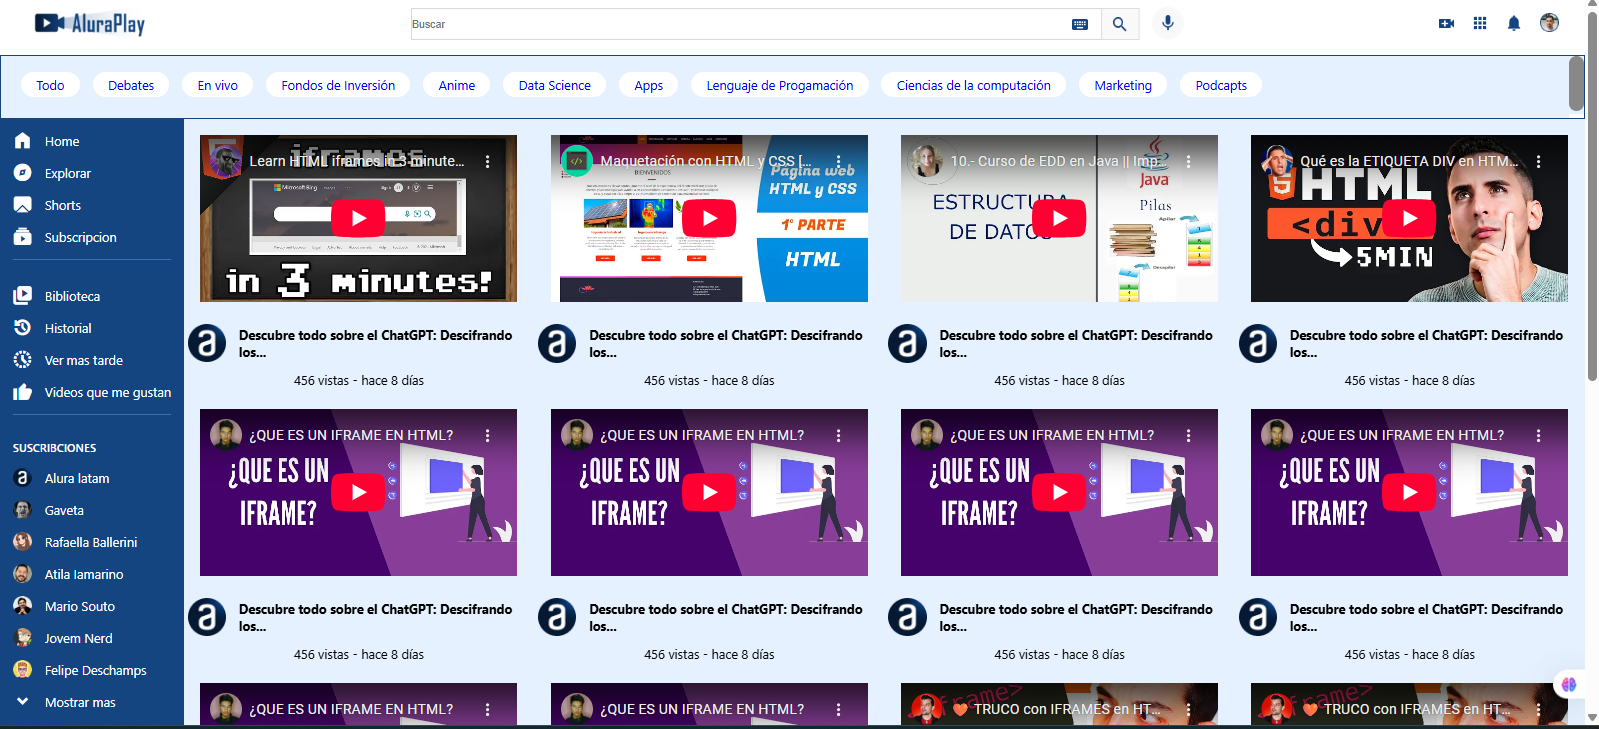 AluraPlay
Buscar
Todo
Debates
En vivo
Fondos de Inversión
Anime
Data Science
Apps
Lenguaje de Progamación
Ciencias de la computación
Marketing
Podcapts
Home
Explorar
Shorts
Subscripcion
Biblioteca
Historial
Ver mas tarde
Videos que me gustan
SUSCRIBCIONES
Alura latam
Gaveta
Rafaella Ballerini
Atila Iamarino
Mario Souto
Jovem Nerd
Felipe Deschamps
Mostrar mas
iframes
Learn HTML iframes in 3 minute...
Microsoft Bing
in 3 minutes!
Maquetación con HTML y CSS [...
BIENVENIDOS
Página web
HTML y CSS
1º PARTE
HTML
10.- Curso de EDD en Java || Imp...
ESTRUCTURA
DE DATOS
Java
Pilas
Apilar
Desapilar
Qué es la ETIQUETA DIV en HTM...
HTML
<div
5MIN
Descubre todo sobre el ChatGPT: Descifrando
los...
456 vistas - hace 8 días
Descubre todo sobre el ChatGPT: Descifrando
los...
456 vistas - hace 8 días
Descubre todo sobre el ChatGPT: Descifrando
los...
456 vistas - hace 8 días
Descubre todo sobre el ChatGPT: Descifrando
los...
456 vistas - hace 8 días
¿QUE ES UN IFRAME EN HTML?
¿QUE ES UN
IFRAME?
¿QUE ES UN IFRAME EN HTML?
¿QUE ES UN
IFRAME?
¿QUE ES UN IFRAME EN HTML?
¿QUE ES UN
IFRAME?
¿QUE ES UN IFRAME EN HTML?
¿QUE ES UN
IFRAME?
Descubre todo sobre el ChatGPT: Descifrando
los...
456 vistas - hace 8 días
Descubre todo sobre el ChatGPT: Descifrando
los...
456 vistas - hace 8 días
Descubre todo sobre el ChatGPT: Descifrando
los...
456 vistas - hace 8 días
Descubre todo sobre el ChatGPT: Descifrando
los...
456 vistas - hace 8 días
¿QUE ES UN IFRAME EN HTML?
¿QUE ES UN IFRAME EN HTML?
frame>
❤️ TRUCO con IFRAMES en HT...
frame>
❤️ TRUCO con IFRAMES en HT...